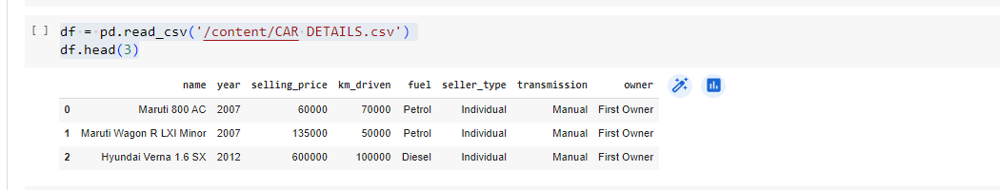 [ ] df = pd.read_csv('/content/CAR DETAILS.csv')
df.head(3)
name year selling_price km_driven fuel seller_type transmission owner
0 Maruti 800 AC 2007 60000 70000 Petrol Individual Manual First Owner
1 Maruti Wagon R LXI Minor 2007 135000 50000 Petrol Individual Manual First Owner
2 Hyundai Verna 1.6 SX 2012 600000 100000 Diesel Individual Manual First Owner